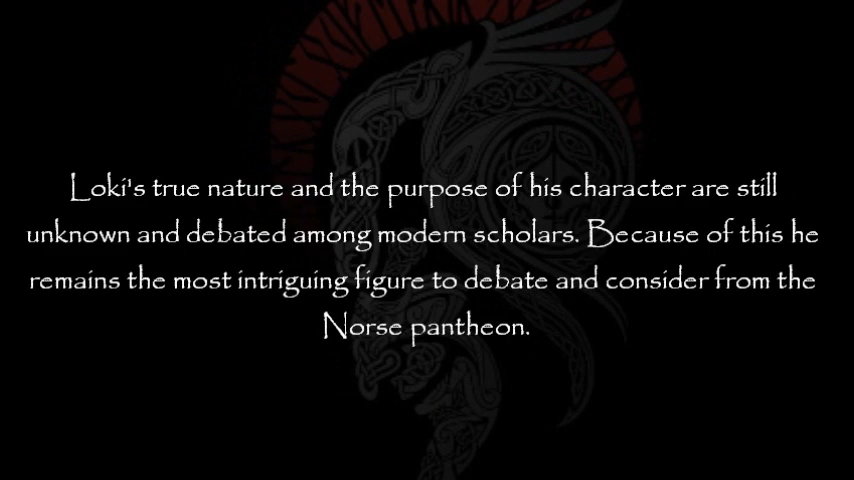 Loki's true nature and the purpose of his character are still
unknown and debated among modern scholars. Because of this he
remains the most intriguing figure to debate and consider from the
Norse pantheon.